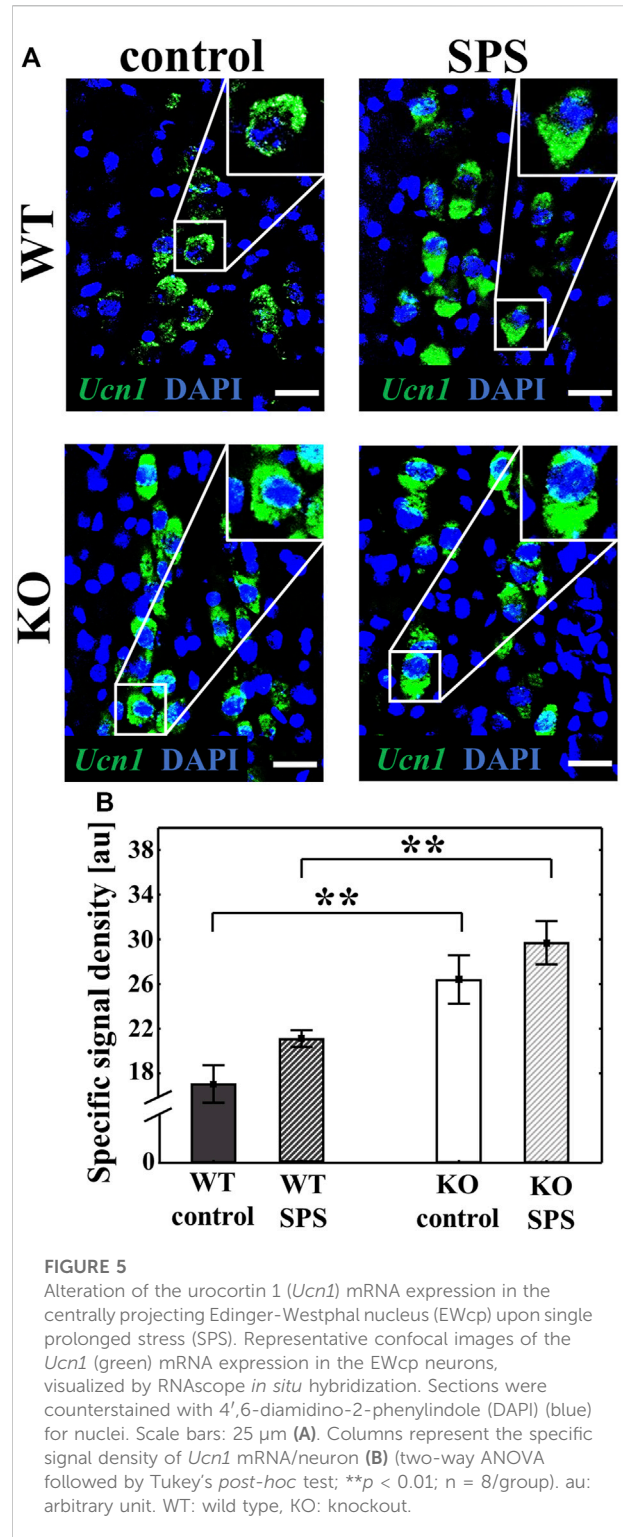 A
control SPS
WT
Ucn1 DAPI Ucn1 DAPI
KO
Ucn1 DAPI Ucn1 DAPI
B
Specific signal density [au]
38
34
30
26
22
18
0
** **
WT control
WT SPS
KO control
KO SPS
FIGURE 5
Alteration of the urocortin 1 (Ucn1) mRNA expression in the
centrally projecting Edinger-Westphal nucleus (EWcp) upon single
prolonged stress (SPS). Representative confocal images of the
Ucn1 (green) mRNA expression in the EWcp neurons,
visualized by RNAscope in situ hybridization. Sections were
counterstained with 4′,6-diamidino-2-phenylindole (DAPI) (blue)
for nuclei. Scale bars: 25 μm (A). Columns represent the specific
signal density of Ucn1 mRNA/neuron (B) (two-way ANOVA
followed by Tukey's post-hoc test; **p < 0.01; n = 8/group). au:
arbitrary unit. WT: wild type, KO: knockout.